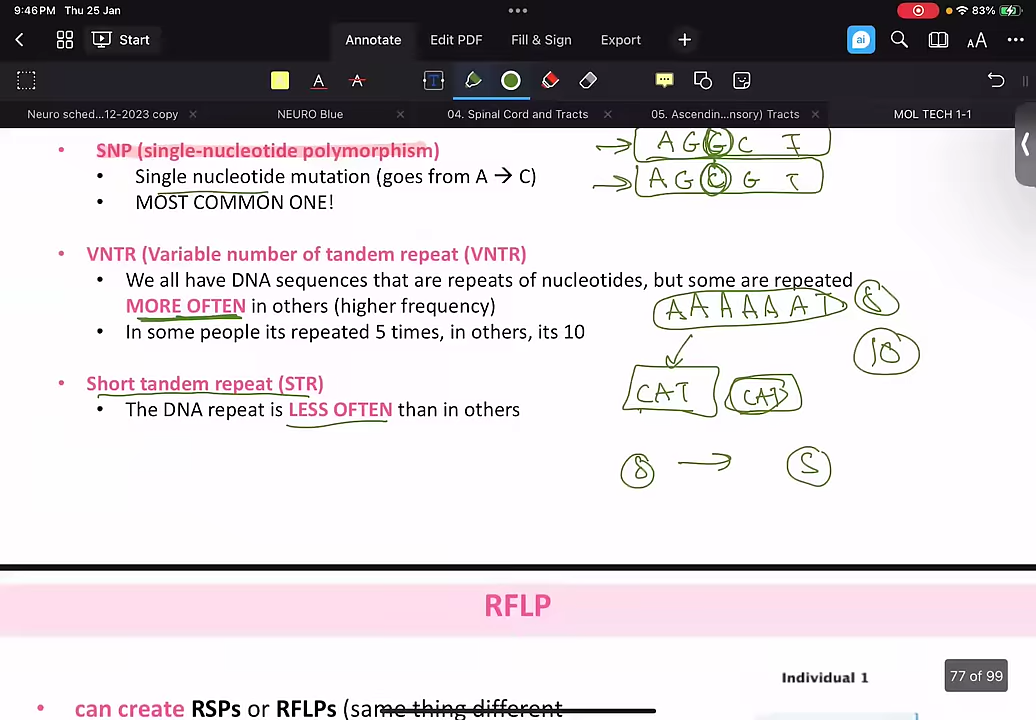 9:46 PM Thu 25 Jan
83%
Start
Annotate
Edit PDF
Fill & Sign
Export
ai
AA
A
A
T
Neuro sched...12-2023 copy
NEURO Blue
04. Spinal Cord and Tracts
05. Ascendin...nsory) Tracts
MOL TECH 1-1
• SNP (single-nucleotide polymorphism)
A G G C T
• Single nucleotide mutation (goes from A → C)
A G C G T
• MOST COMMON ONE!
• VNTR (Variable number of tandem repeat (VNTR)
• We all have DNA sequences that are repeats of nucleotides, but some are repeated
MORE OFTEN in others (higher frequency)
A A A A A A T
• In some people its repeated 5 times, in others, its 10
10
• Short tandem repeat (STR)
CAT CAT
• The DNA repeat is LESS OFTEN than in others
RFLP
Individual 1
77 of 99
• can create RSPs or RFLPs (same thing different